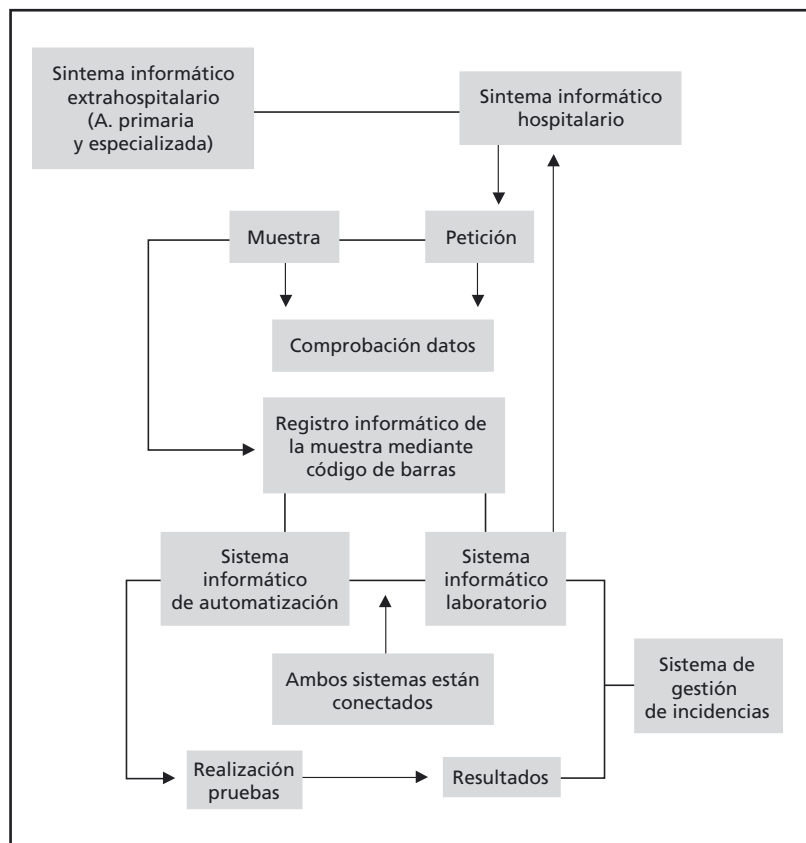 Sintema informático
extrahospitalario
(A. primaria
y especializada)
Sintema informático
hospitalario
Muestra
Petición
Comprobación datos
Registro informático de
la muestra mediante
código de barras
Sistema
informático
de automatización
Sistema
informático
laboratorio
Ambos sistemas están
conectados
Sistema de
gestión
de incidencias
Realización
pruebas
Resultados